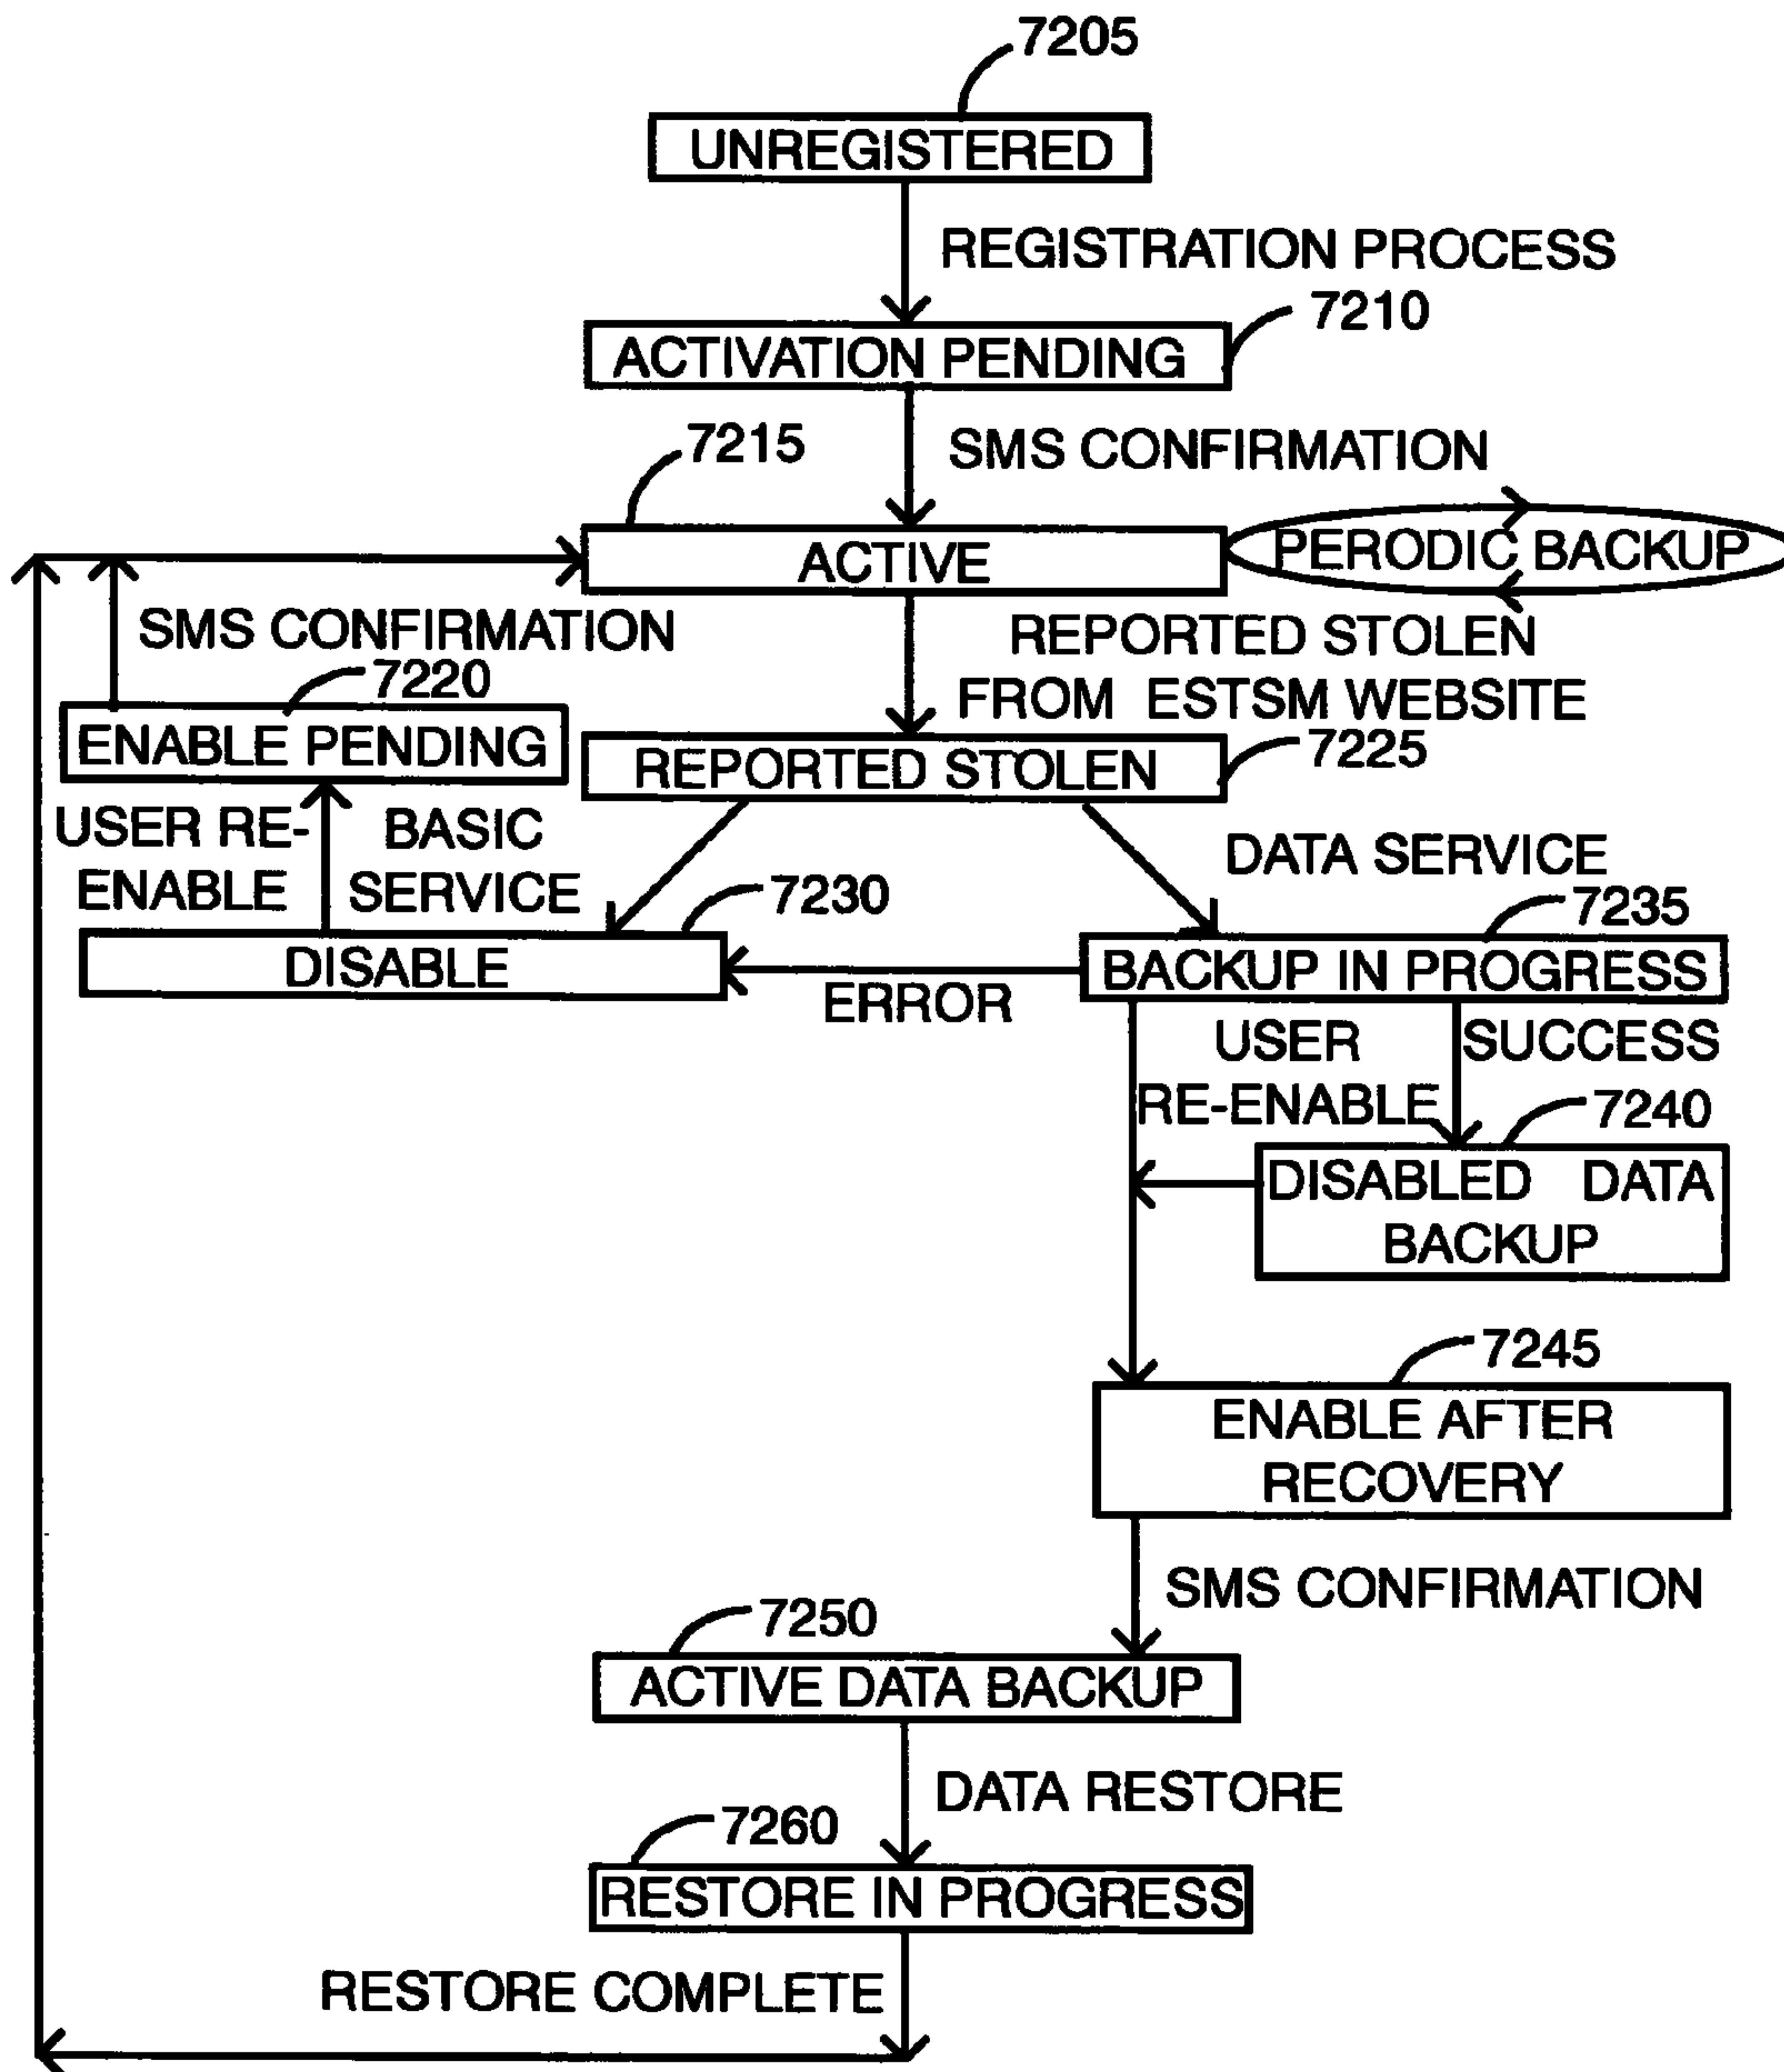 7205
UNREGISTERED
REGISTRATION PROCESS
7210
ACTIVATION PENDING
7215
SMS CONFIRMATION
ACTIVE
PERODIC BACKUP
SMS CONFIRMATION
REPORTED STOLEN
FROM ESTSM WEBSITE
7220
ENABLE PENDING
7225
REPORTED STOLEN
USER RE-
ENABLE
BASIC
SERVICE
DATA SERVICE
7230
DISABLE
7235
BACKUP IN PROGRESS
ERROR
USER
RE-ENABLE
SUCCESS
7240
DISABLED DATA
BACKUP
7245
ENABLE AFTER
RECOVERY
SMS CONFIRMATION
7250
ACTIVE DATA BACKUP
DATA RESTORE
7260
RESTORE IN PROGRESS
RESTORE COMPLETE